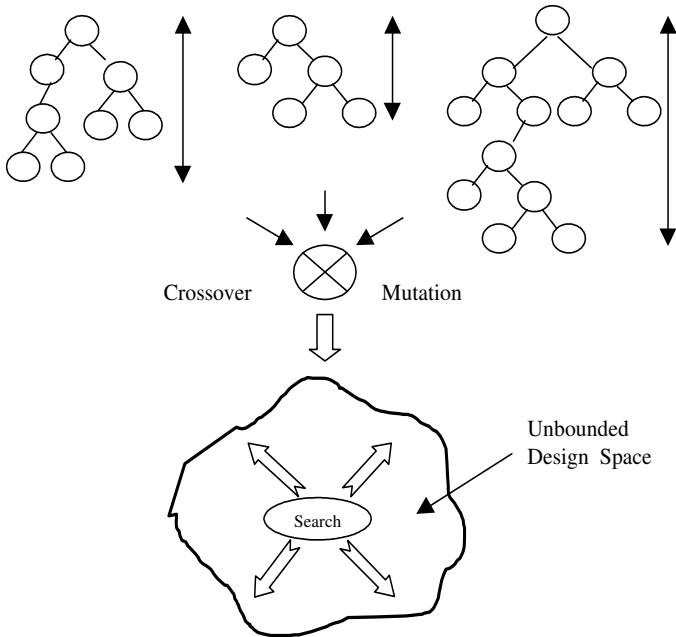 Crossover
Mutation
Unbounded
Design Space
Search